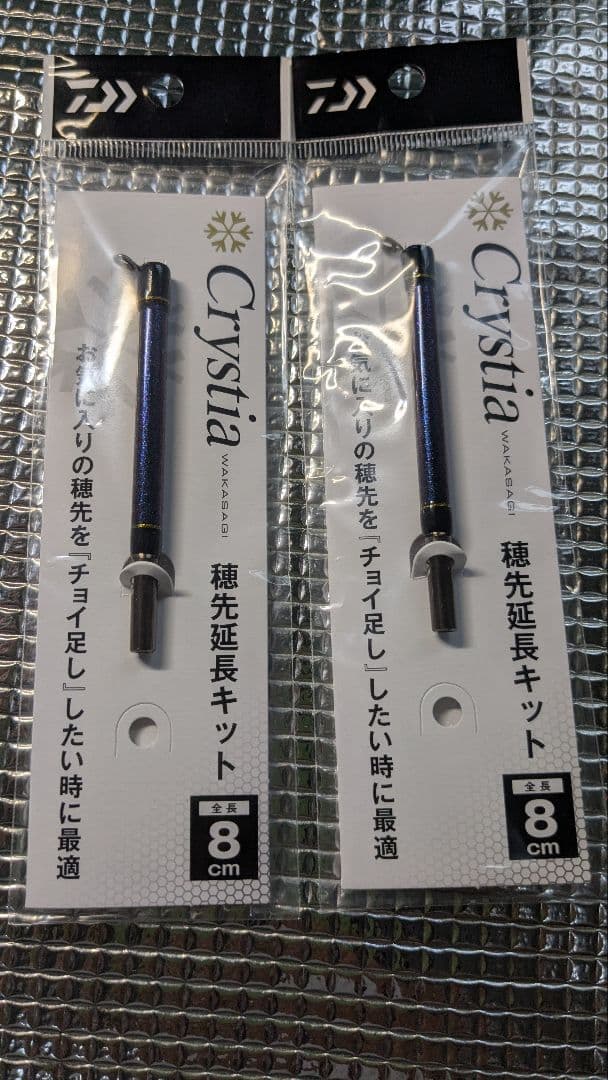 Crystia
WAKASAGI
穂先延長キット
全長
8
cm
お気に入りの穂先を『チョイ足し』したい時に最適
Crystia
WAKASAGI
穂先延長キット
全長
8
cm
気に入りの穂先を『チョイ足し』したい時に最適